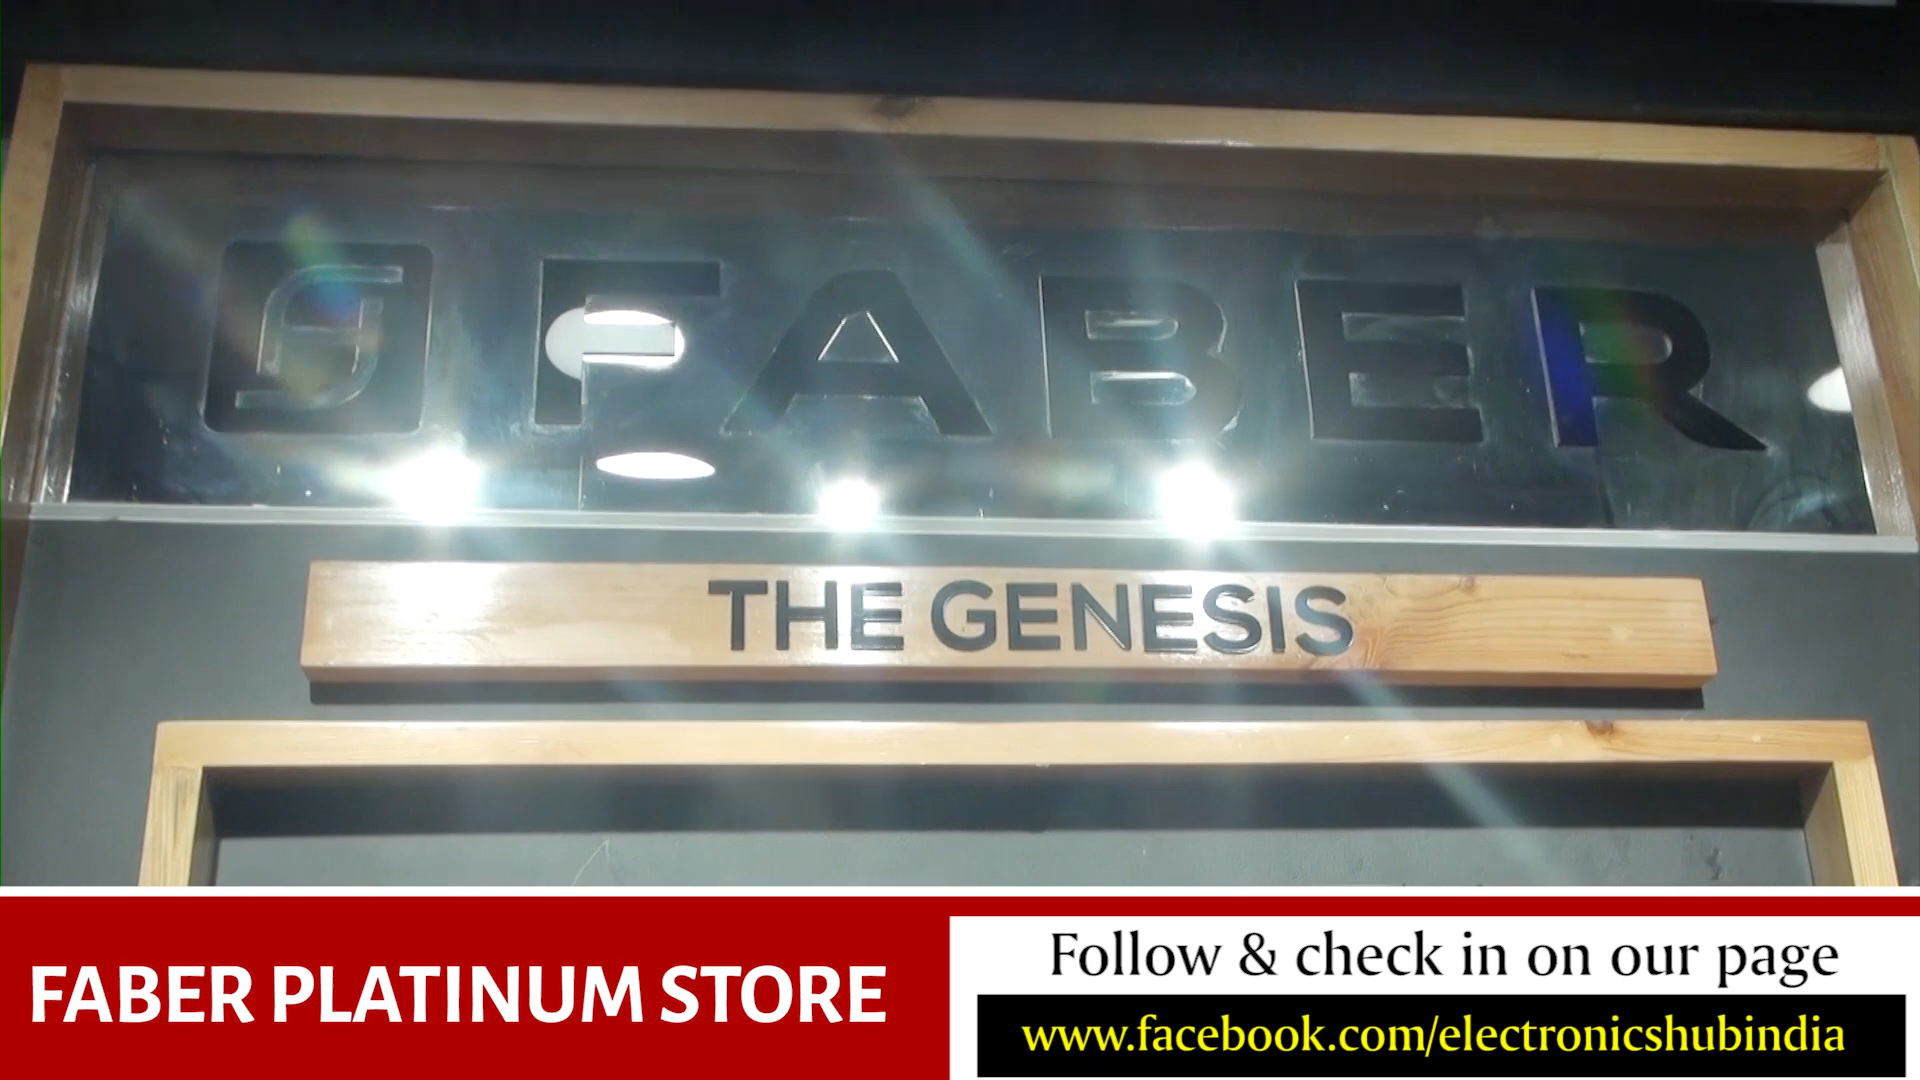 FABER
THE GENESIS
FABER PLATINUM STORE
Follow & check in on our page
www.facebook.com/electronicshubindia